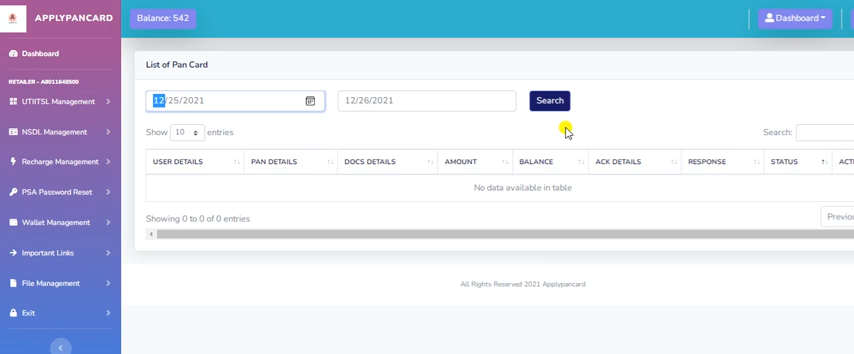 APPLYPANCARD
Balance: 542
Dashboard
Dashboard
RETAILER - AB011648500
UTIITSL Management
NSDL Management
Recharge Management
PSA Password Reset
Wallet Management
Important Links
File Management
Exit
List of Pan Card
12/25/2021
12/26/2021
Search
Show 10 entries
Search:
USER DETAILS PAN DETAILS DOCS DETAILS AMOUNT BALANCE ACK DETAILS RESPONSE STATUS ACTI
No data available in table
Showing 0 to 0 of 0 entries
Previou
All Rights Reserved 2021 Applypancard